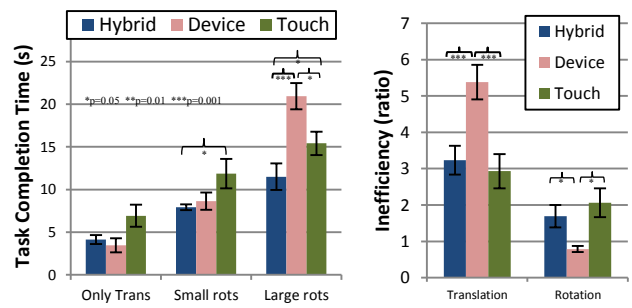 Hybrid Device Touch
Task Completion Time (s)
25
20
15
10
5
0
*p=0.05 **p=0.01 ***p=0.001
*
*
***
*
Only Trans Small rots Large rots
Inefficiency (ratio)
7
6
5
4
3
2
1
0
Hybrid
Device
Touch
*** ***
* *
Translation Rotation